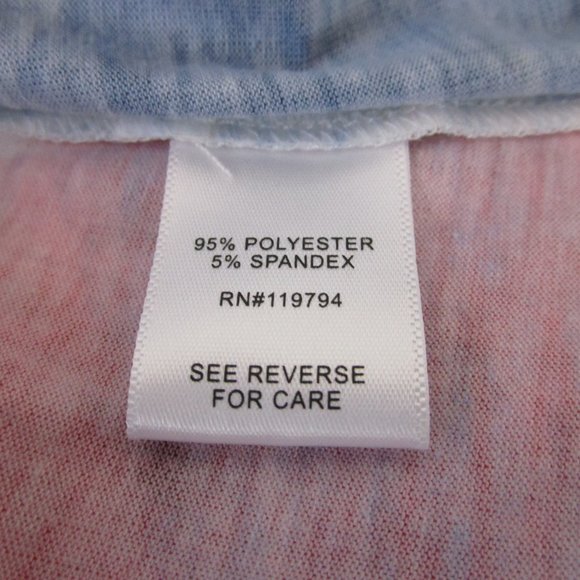 95% POLYESTER
5% SPANDEX
RN#119794
SEE REVERSE
FOR CARE